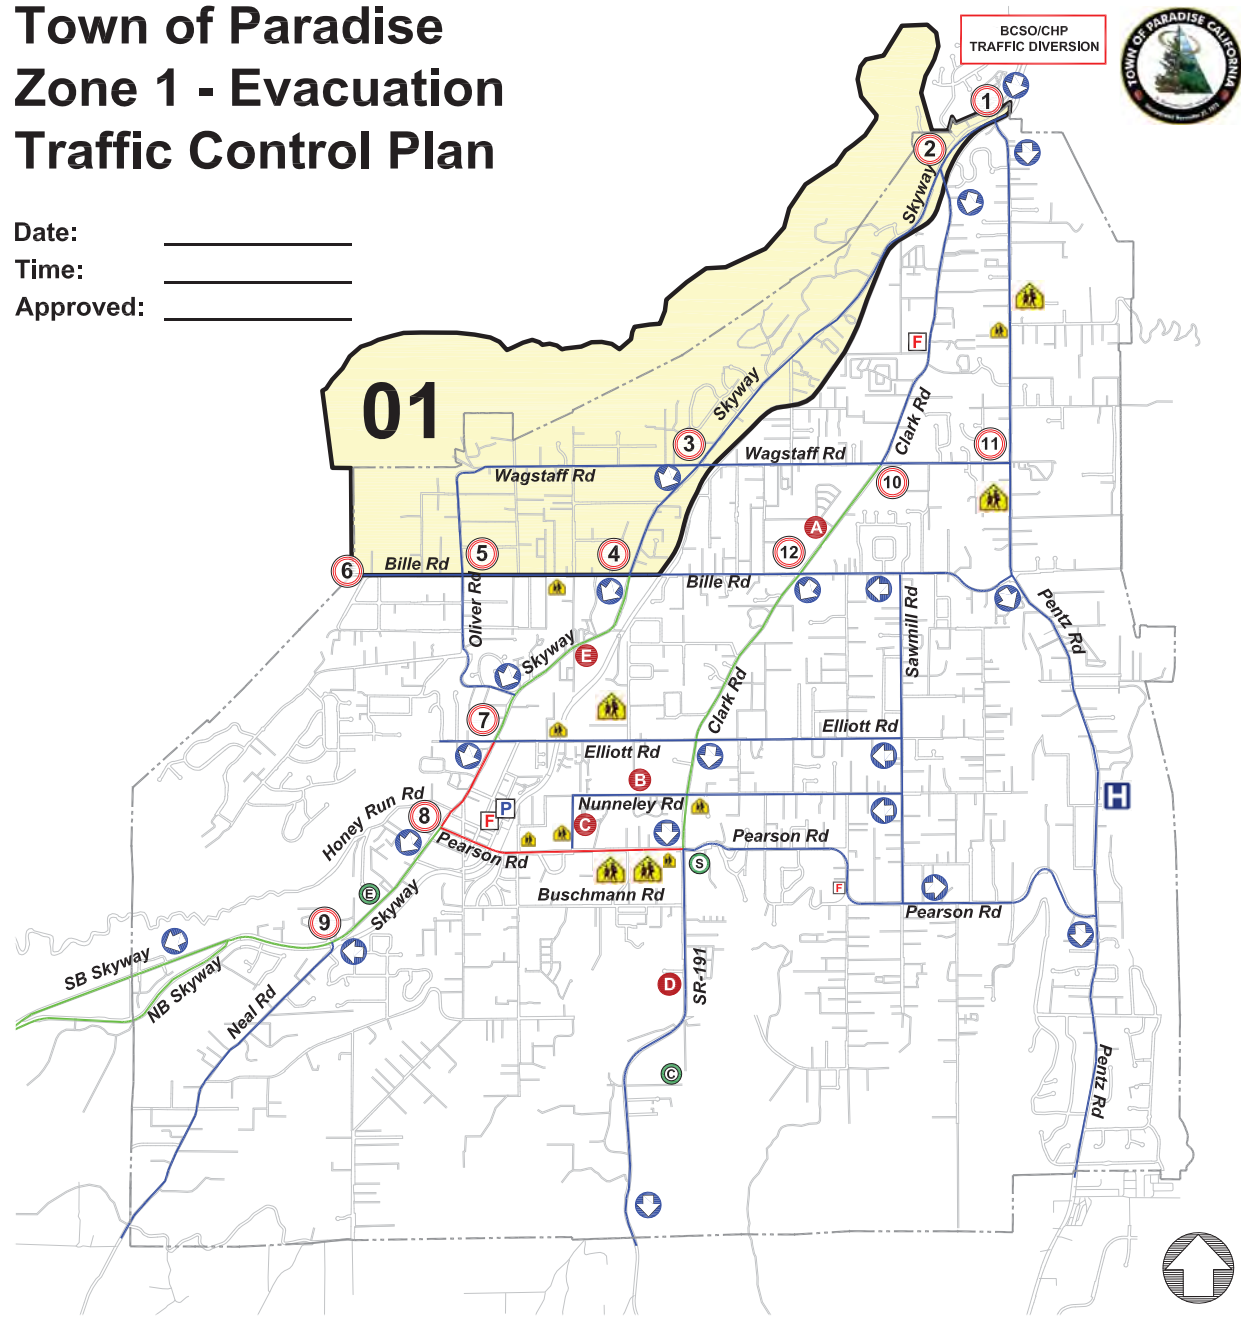 Town of Paradise
Zone 1 - Evacuation
Traffic Control Plan
BCSO/CHP
TRAFFIC DIVERSION
TOWN OF PARADISE CALIFORNIA
Date:
Time:
Approved:
1
2
Skyway
F
01
Skyway
Clark Rd
3
11
Wagstaff Rd
Wagstaff Rd
10
A
12
5
4
6
Bille Rd
Bille Rd
Oliver Rd
Skyway
E
Sawmill Rd
Pentz Rd
Clark Rd
7
Elliott Rd
Elliott Rd
B
H
Honey Run Rd
Nunneley Rd
P
F
8
C
Pearson Rd
Pearson Rd
S
E
Buschmann Rd
F
Pearson Rd
Skyway
9
SB Skyway
NB Skyway
Neal Rd
D
SR-191
C
Pentz Rd